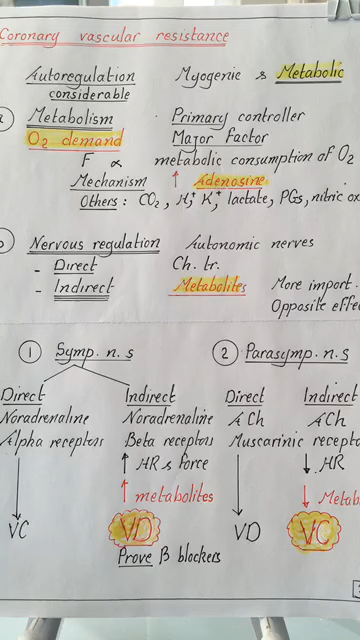 Coronary vascular resistance
Autoregulation Myogenic & Metabolic
considerable
Metabolism Primary controller
O2 demand Major Factor
F ∝ metabolic consumption of O2
Mechanism ↑ Adenosine
Others : CO2, H+, K+, lactate, PGs, nitric ox
Nervous regulation Autonomic nerves
- Direct Ch. tr.
- Indirect Metabolites More import.
Opposite effe
1 Symp. n. s 2 Parasymp. n. s
Direct Indirect Direct Indirect
Noradrenaline Noradrenaline ACh ACh
Alpha receptors Beta receptors Muscarinic recepto
↑ HR & Force ↓ HR
↑ metabolites ↓ Metab
VC VD VD VC
Prove β blockers